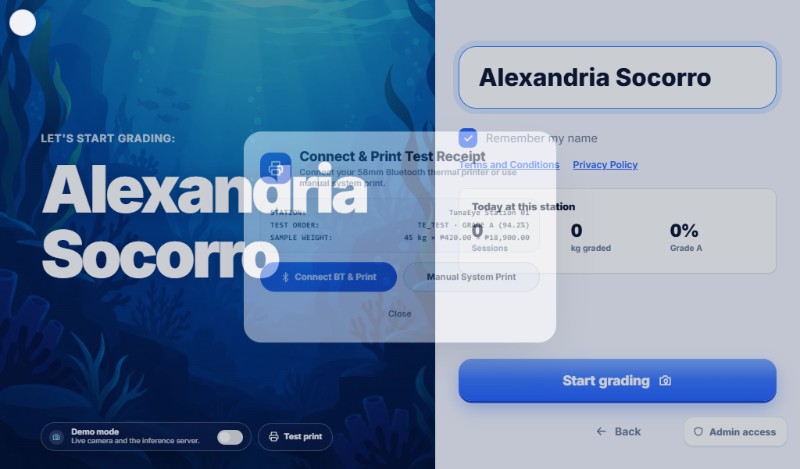 LET'S START GRADING:
Alexandria
Socorro
Demo mode
Live camera and the inference server.
Test print
Connect & Print Test Receipt
Connect your 58mm Bluetooth thermal printer or use
manual system print.
STATION: TunaEye Station 01
TEST ORDER: TE_TEST - GRADE A (94.2%)
SAMPLE WEIGHT: 45 kg × ₱420.00 = ₱18,900.00
Connect BT & Print
Manual System Print
Close
Alexandria Socorro
Remember my name
Terms and Conditions Privacy Policy
Today at this station
0 0 0%
Sessions kg graded Grade A
Start grading
Back
Admin access